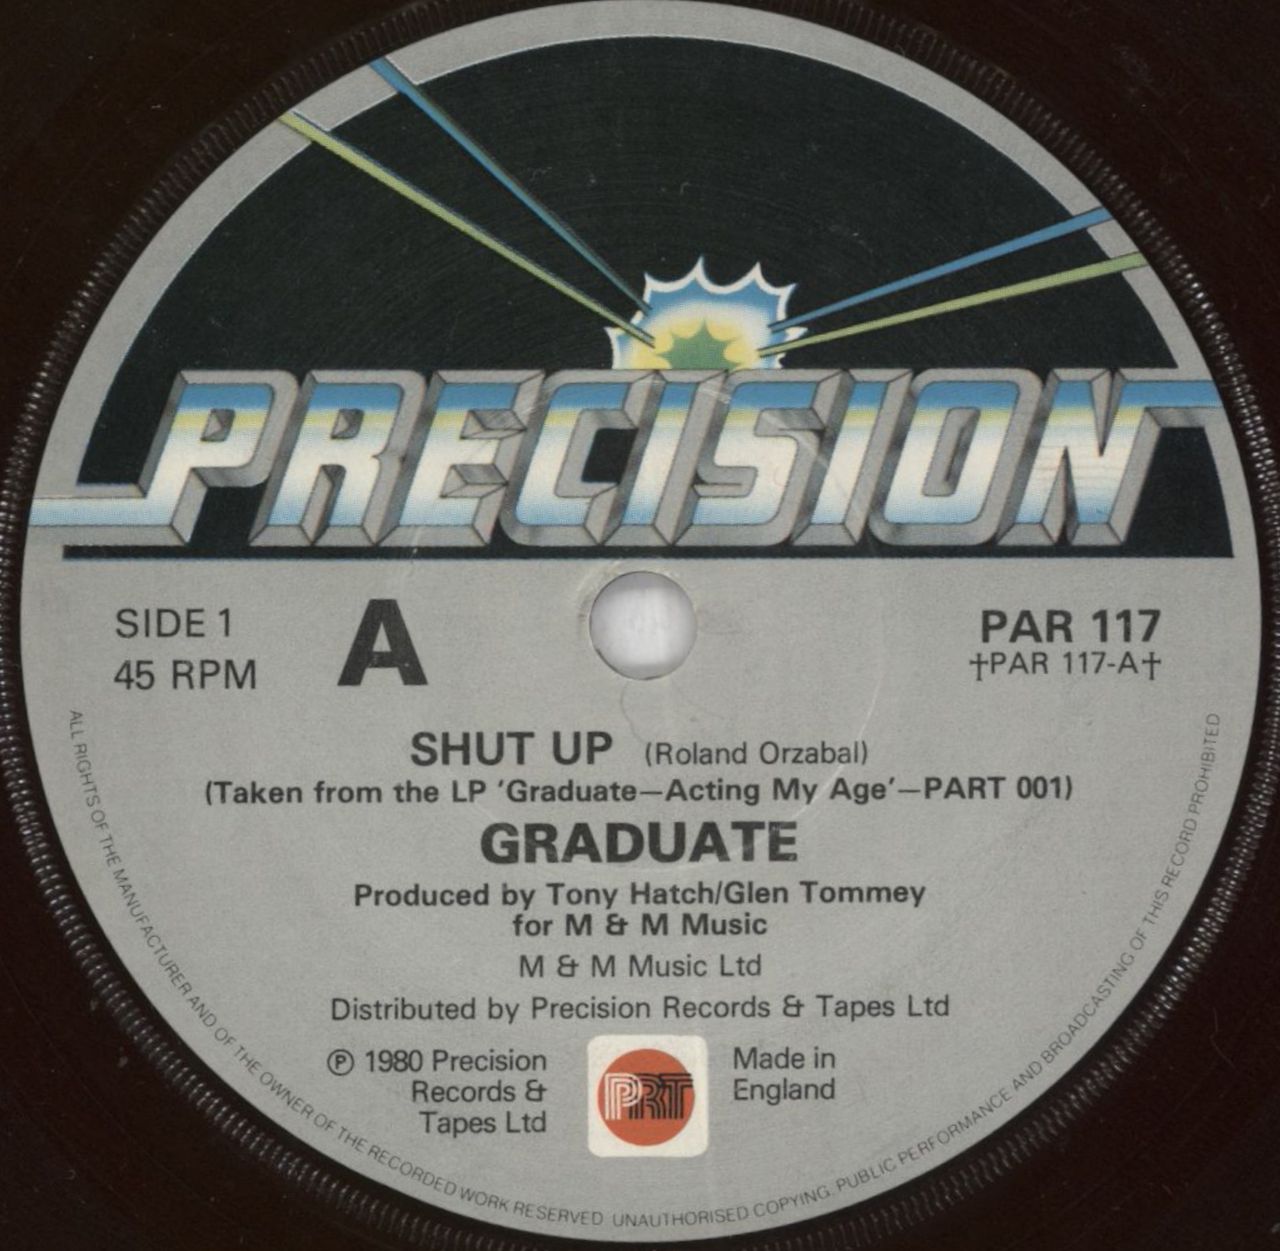 PRECISION
SIDE 1
45 RPM
A
PAR 117
†PAR 117-A†
SHUT UP (Roland Orzabal)
(Taken from the LP 'Graduate—Acting My Age'—PART 001)
GRADUATE
Produced by Tony Hatch/Glen Tommey
for M & M Music
M & M Music Ltd
Distributed by Precision Records & Tapes Ltd
℗ 1980 Precision
Records &
Tapes Ltd
PRT
Made in
England
ALL RIGHTS OF THE MANUFACTURER AND OF THE OWNER OF THE RECORDED WORK RESERVED UNAUTHORISED COPYING. PUBLIC PERFORMANCE AND BROADCASTING OF THIS RECORD PROHIBITED